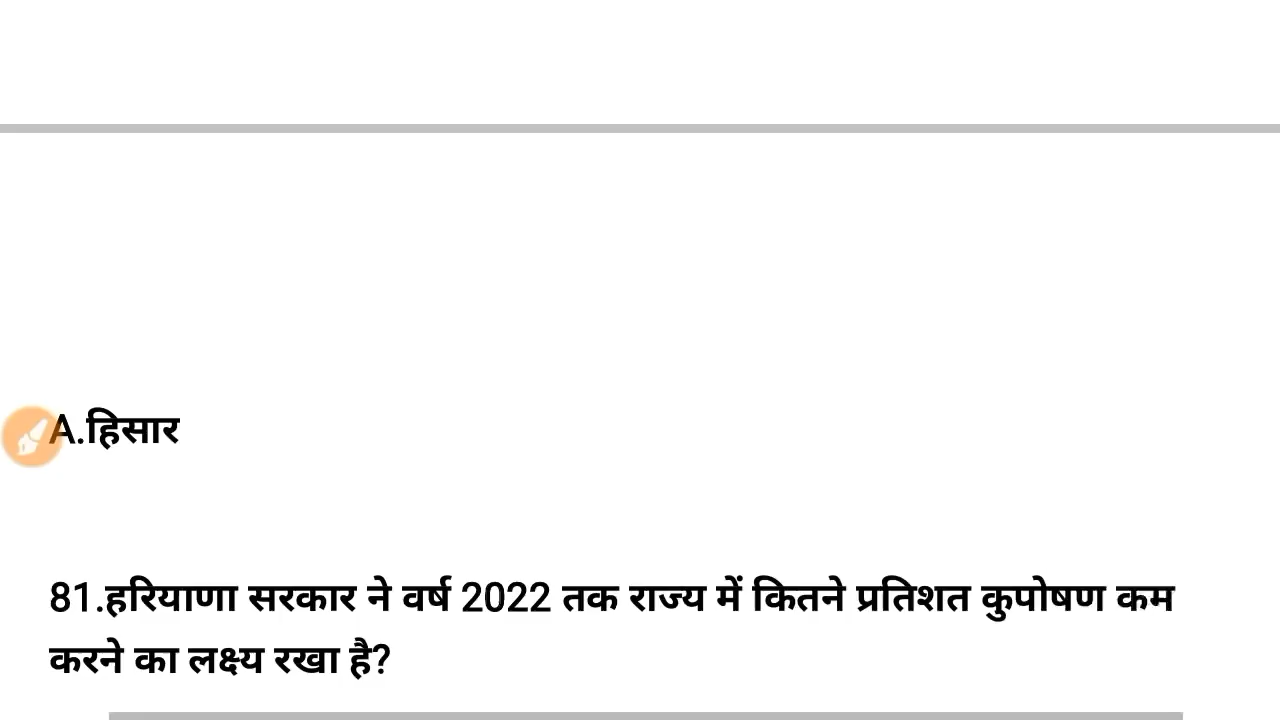 A.हिसार
81.हरियाणा सरकार ने वर्ष 2022 तक राज्य में कितने प्रतिशत कुपोषण कम
करने का लक्ष्य रखा है?